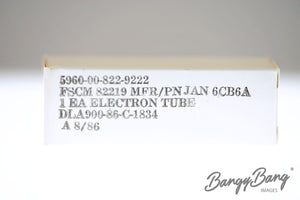 5960-00-822-9222
FSCM 82219 MFR/PN JAN 6CB6A
1 EA ELECTRON TUBE
DLA900-86-C-1834
A 8/86
BangyBang
IMAGES